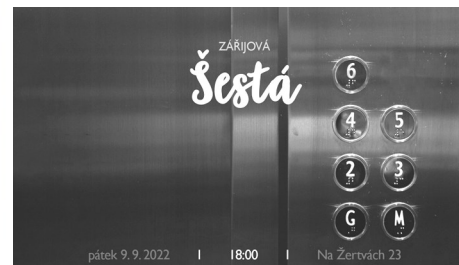 ZÁŘIJOVÁ
Šestá
6
4 5
2 3
G M
pátek 9. 9. 2022 I 18:00 I Na Žertvách 23